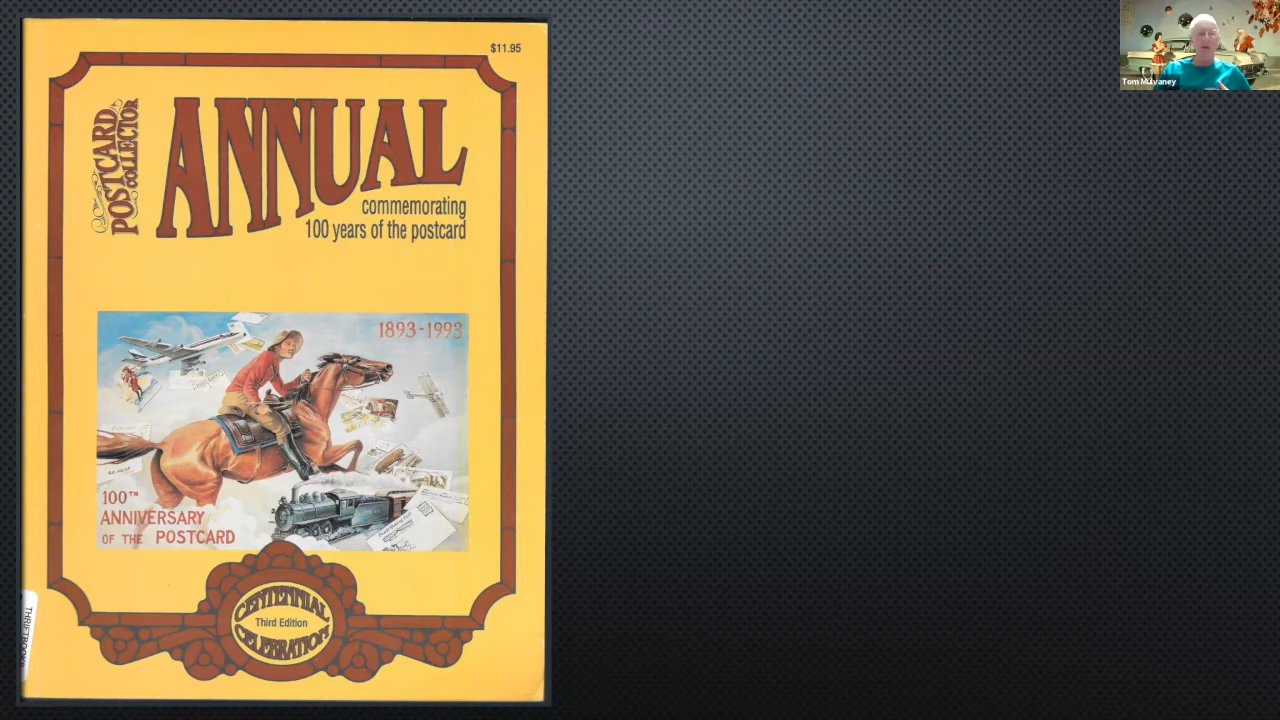 $11.95
POSTCARD
COLLECTOR
ANNUAL
commemorating
100 years of the postcard
1893-1993
100TH
ANNIVERSARY
OF THE POSTCARD
CENTENNIAL
Third Edition
CELEBRATION
Tom Mulvaney